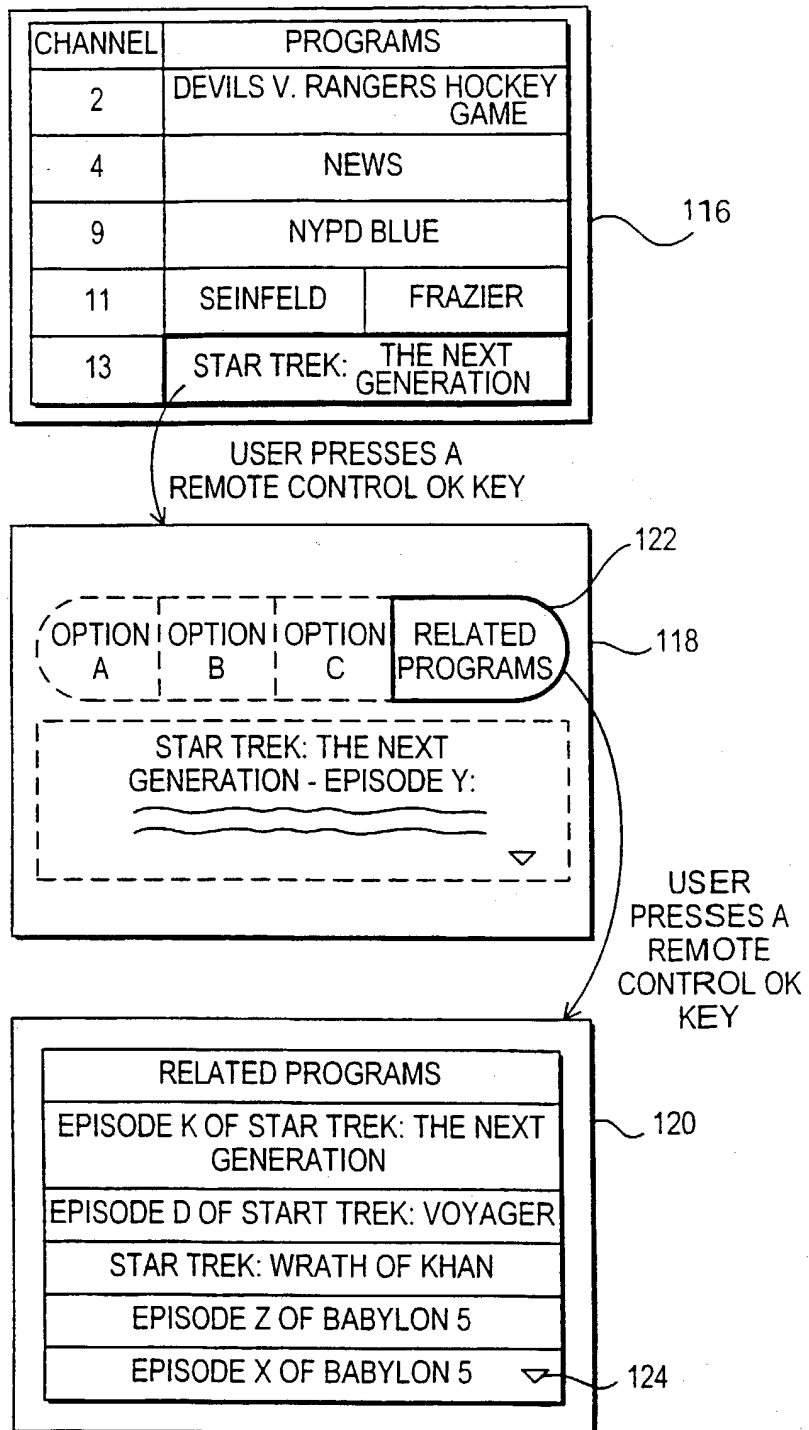 CHANNEL PROGRAMS
2 DEVILS V. RANGERS HOCKEY
GAME
4 NEWS
9 NYPD BLUE
116
11 SEINFELD FRAZIER
13 STAR TREK: THE NEXT
GENERATION
USER PRESSES A
REMOTE CONTROL OK KEY
122
118
OPTION A
OPTION B
OPTION C
RELATED
PROGRAMS
STAR TREK: THE NEXT
GENERATION - EPISODE Y:
USER
PRESSES A
REMOTE
CONTROL OK
KEY
RELATED PROGRAMS
120
EPISODE K OF STAR TREK: THE NEXT
GENERATION
EPISODE D OF START TREK: VOYAGER
STAR TREK: WRATH OF KHAN
EPISODE Z OF BABYLON 5
EPISODE X OF BABYLON 5
124